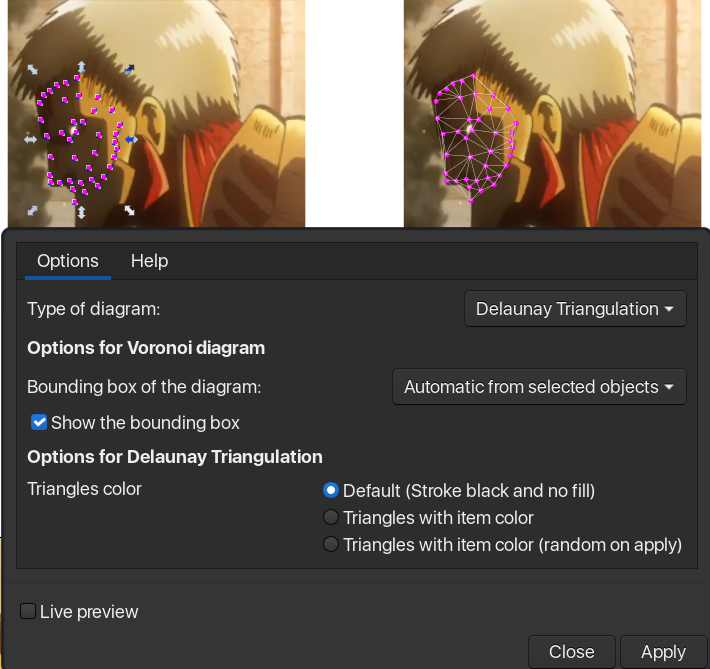 Options Help
Type of diagram: Delaunay Triangulation
Options for Voronoi diagram
Bounding box of the diagram: Automatic from selected objects
Show the bounding box
Options for Delaunay Triangulation
Triangles color Default (Stroke black and no fill)
Triangles with item color
Triangles with item color (random on apply)
Live preview
Close Apply